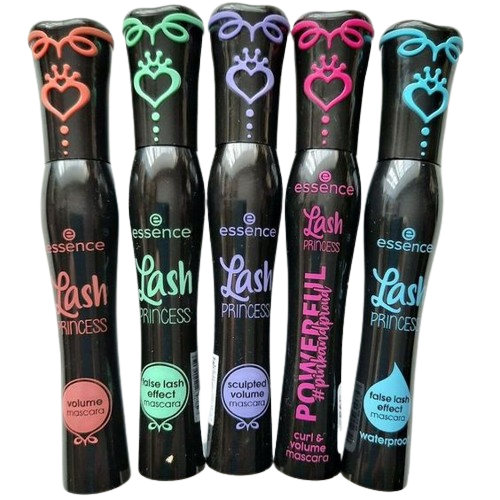 e
essence
Lash
PRINCESS
volume
mascara
e
essence
Lash
PRINCESS
false lash
effect
mascara
e
essence
Lash
PRINCESS
sculpted
volume
mascara
e
essence
Lash
PRINCESS
POWERFUL
#pinkandproud
curl &
volume
mascara
e
essence
Lash
PRINCESS
false lash
effect
mascara
waterproof